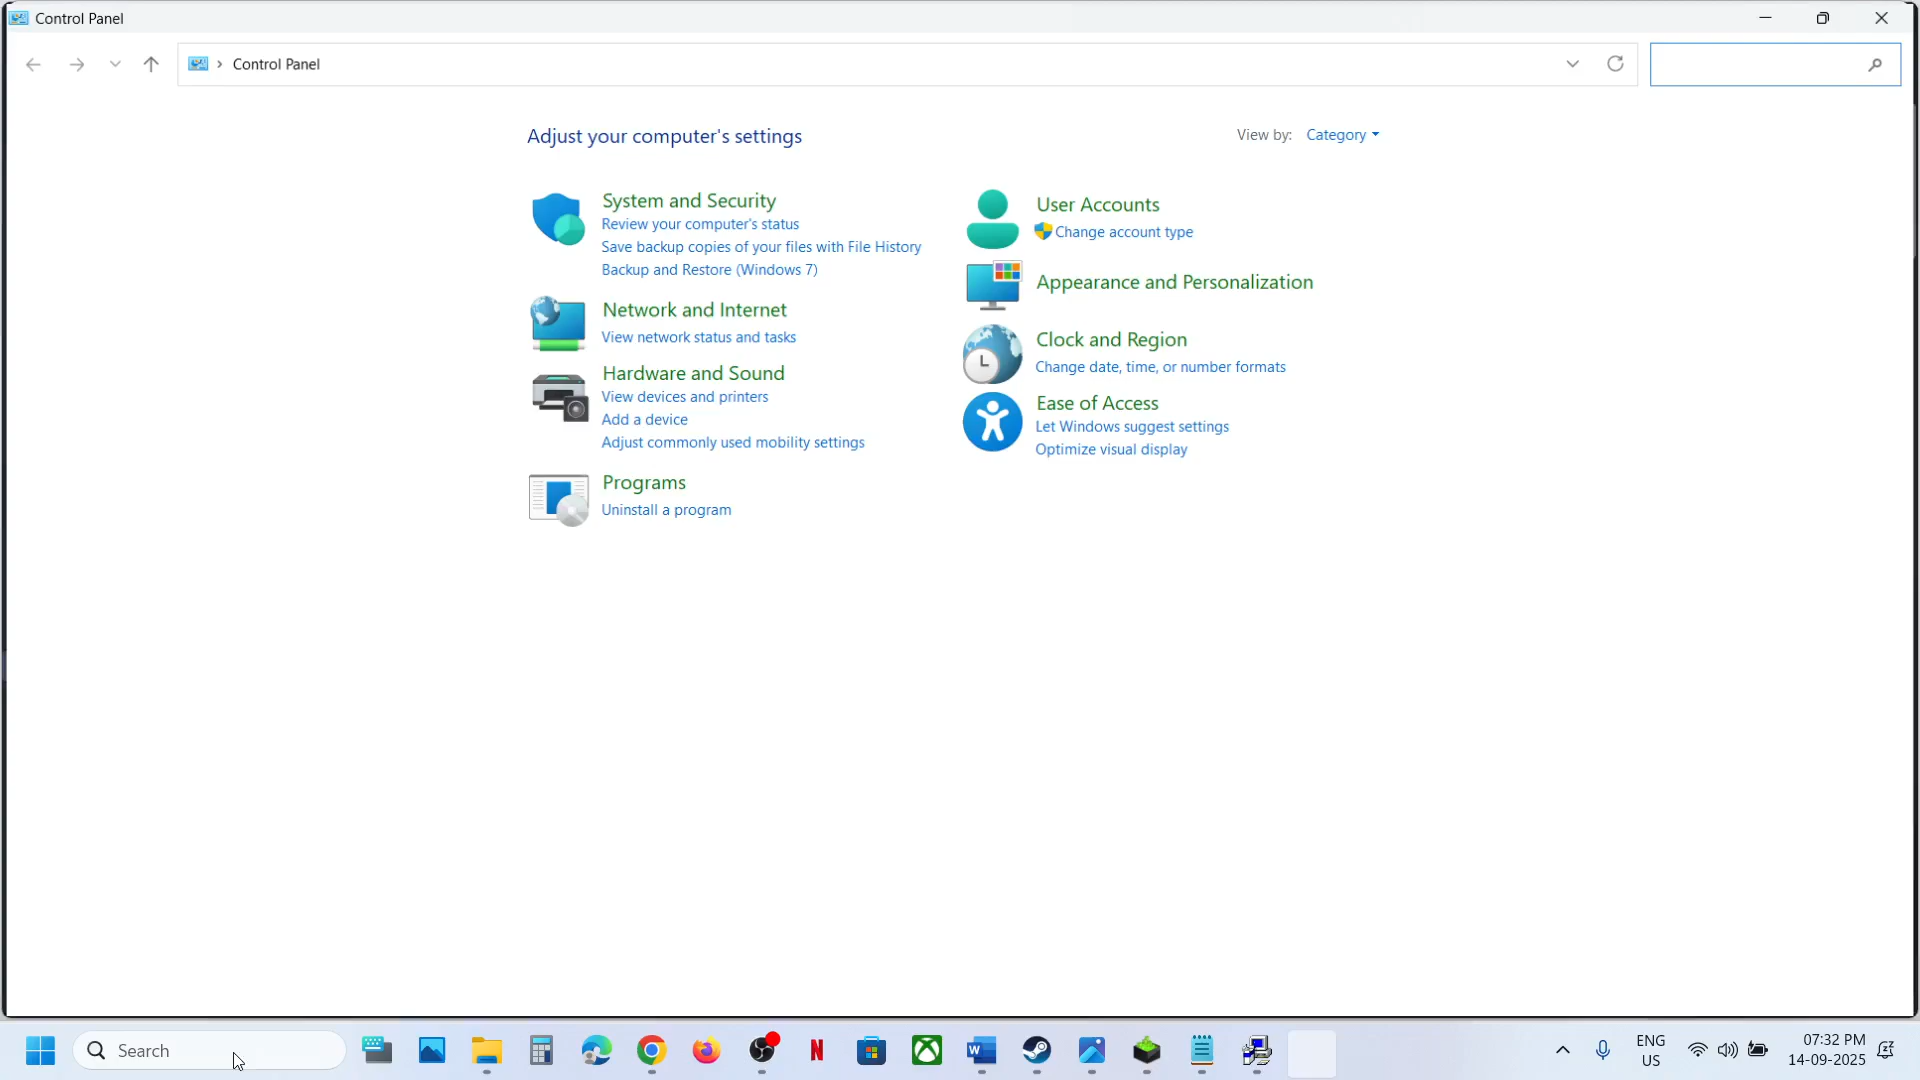 Control Panel
Control Panel
Adjust your computer's settings
View by: Category
System and Security
Review your computer's status
Save backup copies of your files with File History
Backup and Restore (Windows 7)
Network and Internet
View network status and tasks
Hardware and Sound
View devices and printers
Add a device
Adjust commonly used mobility settings
Programs
Uninstall a program
User Accounts
Change account type
Appearance and Personalization
Clock and Region
Change date, time, or number formats
Ease of Access
Let Windows suggest settings
Optimize visual display
Search
N
W
ENG
US
07:32 PM
14-09-2025